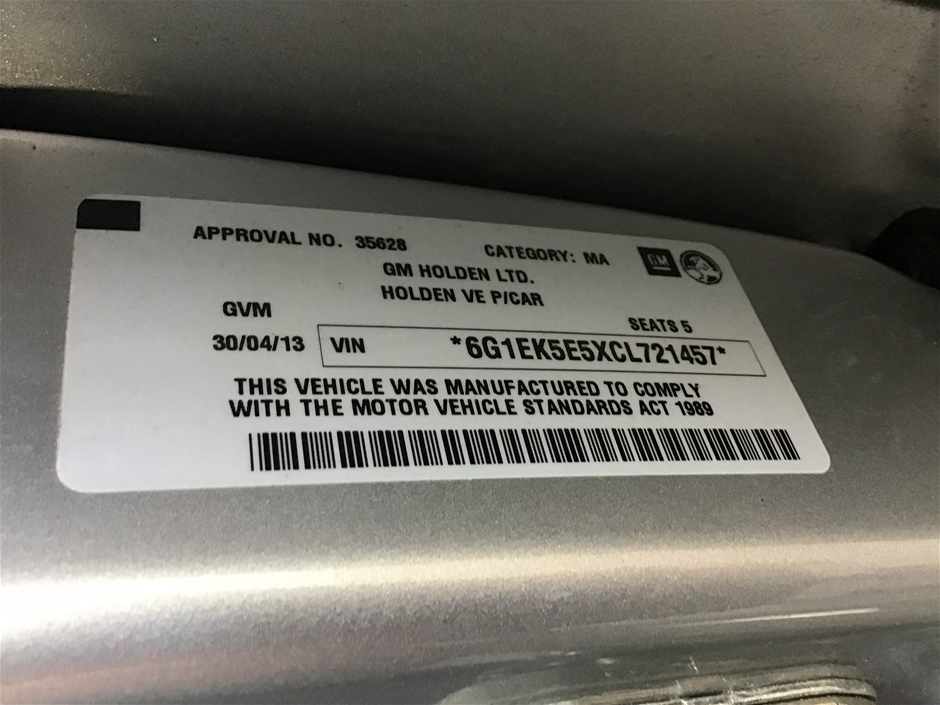 APPROVAL NO. 35628
CATEGORY: MA
GM
GM HOLDEN LTD.
HOLDEN VE P/CAR
GVM
SEATS 5
30/04/13
VIN
*6G1EK5E5XCL721457*
THIS VEHICLE WAS MANUFACTURED TO COMPLY
WITH THE MOTOR VEHICLE STANDARDS ACT 1989